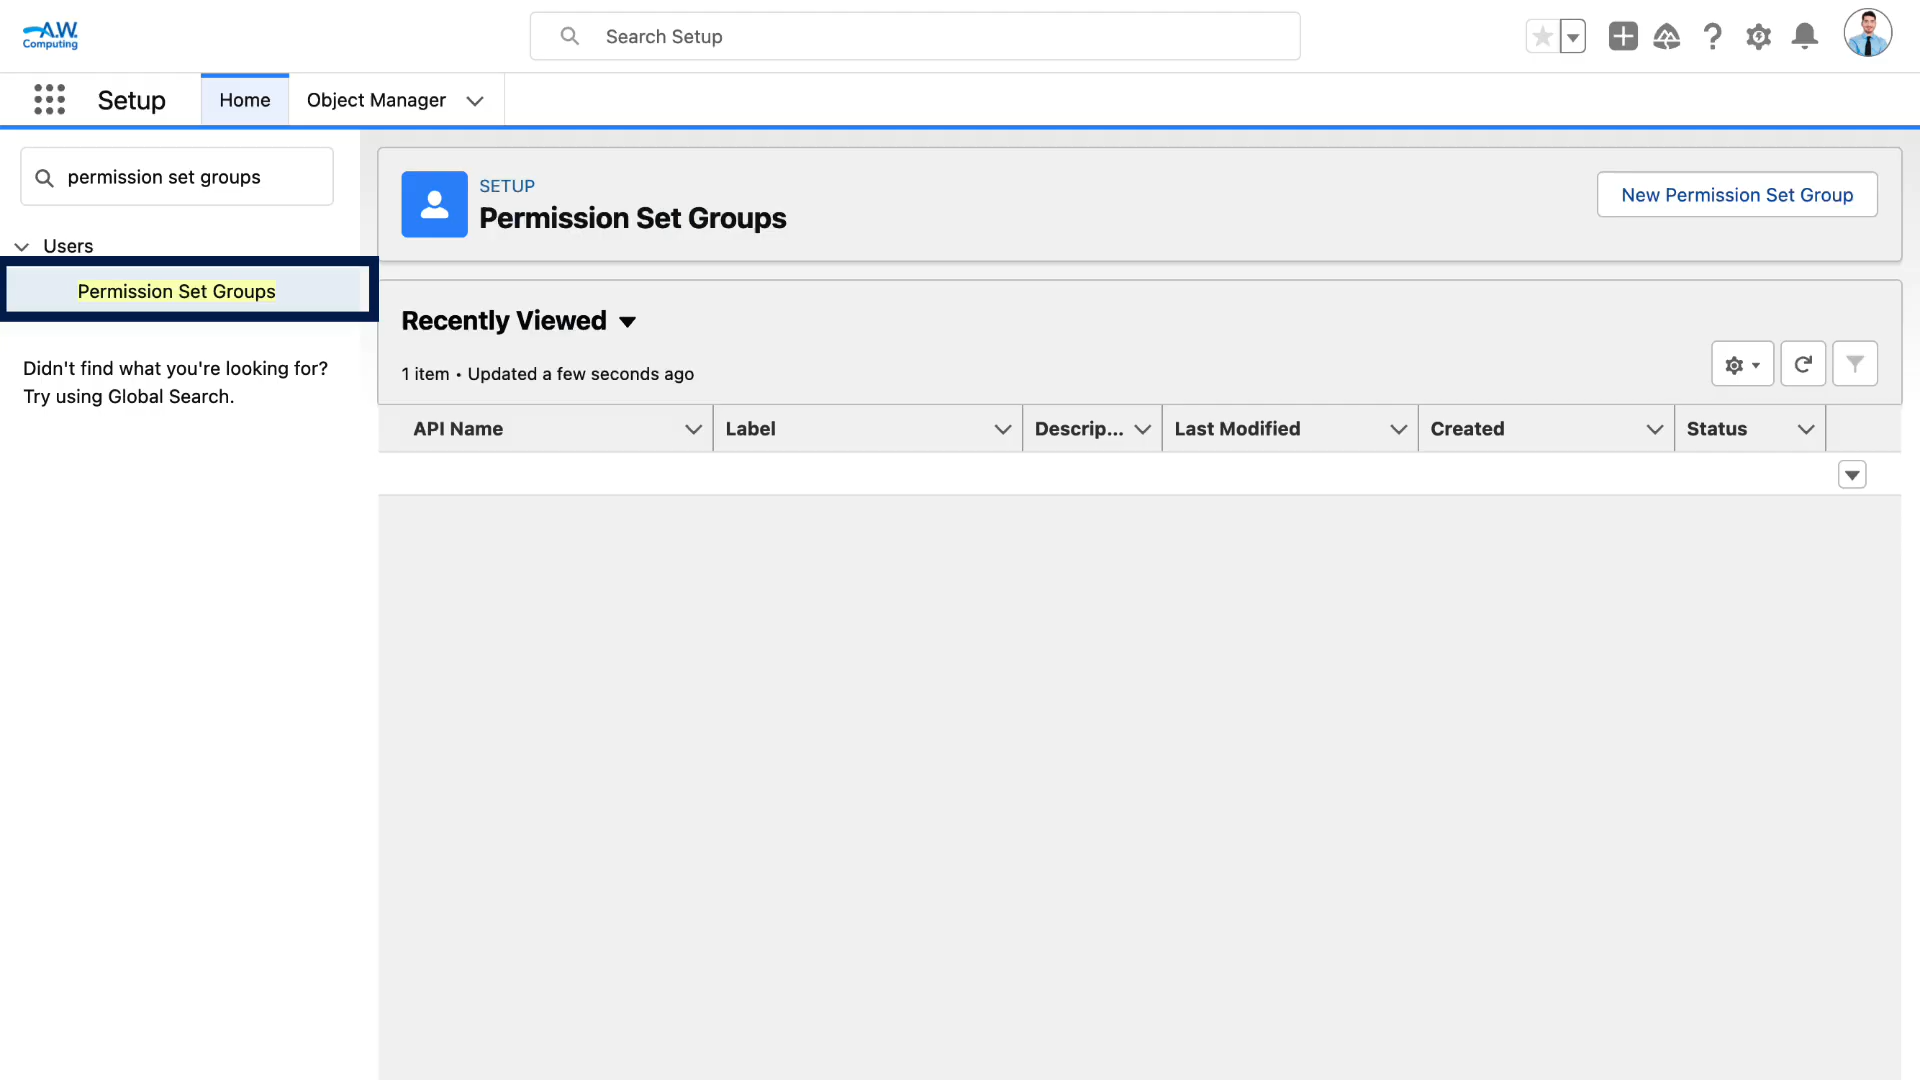 A.W.
Computing
Search Setup
Setup
Home
Object Manager
permission set groups
Users
Permission Set Groups
Didn't find what you're looking for?
Try using Global Search.
SETUP
Permission Set Groups
New Permission Set Group
Recently Viewed
1 item • Updated a few seconds ago
API Name
Label
Descrip...
Last Modified
Created
Status